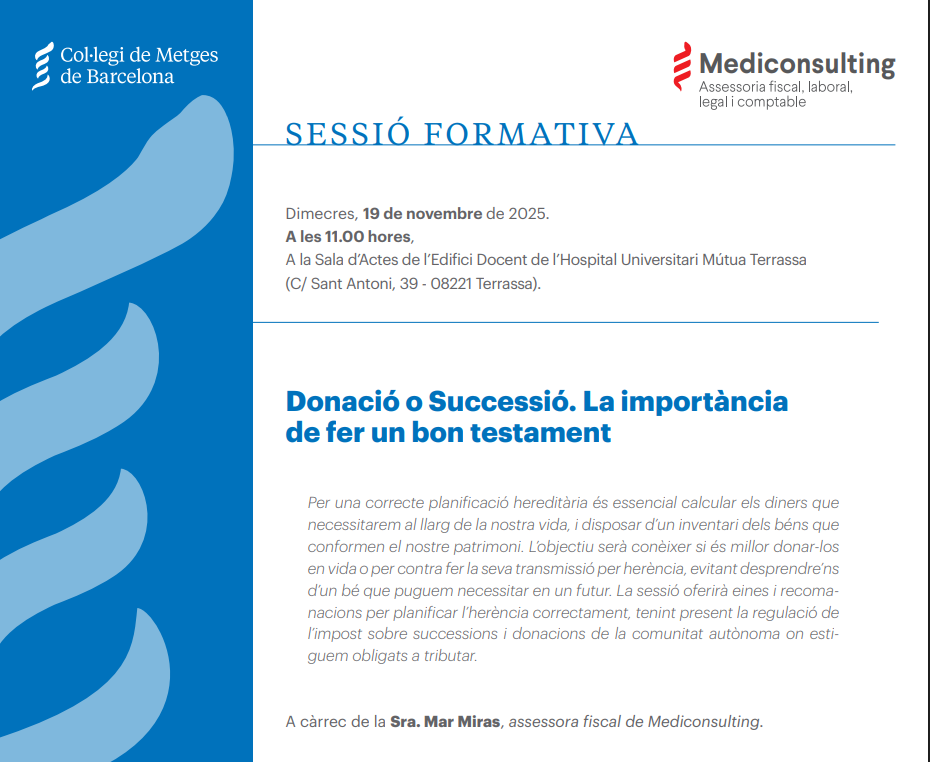 Col·legi de Metges
de Barcelona
Mediconsulting
Assessoria fiscal, laboral,
legal i comptable
SESSIÓ FORMATIVA
Dimecres, 19 de novembre de 2025.
A les 11.00 hores,
A la Sala d'Actes de l'Edifici Docent de l'Hospital Universitari Mútua Terrassa
(C/ Sant Antoni, 39 - 08221 Terrassa).
Donació o Successió. La importància
de fer un bon testament
Per una correcte planificació hereditària és essencial calcular els diners que
necessitarem al llarg de la nostra vida, i disposar d'un inventari dels béns que
conformen el nostre patrimoni. L'objectiu serà conèixer si és millor donar-los
en vida o per contra fer la seva transmissió per herència, evitant desprendre'ns
d'un bé que puguem necessitar en un futur. La sessió oferirà eines i recoma-
nacions per planificar l'herència correctament, tenint present la regulació de
l'impost sobre successions i donacions de la comunitat autònoma on esti-
guem obligats a tributar.
A càrrec de la Sra. Mar Miras, assessora fiscal de Mediconsulting.